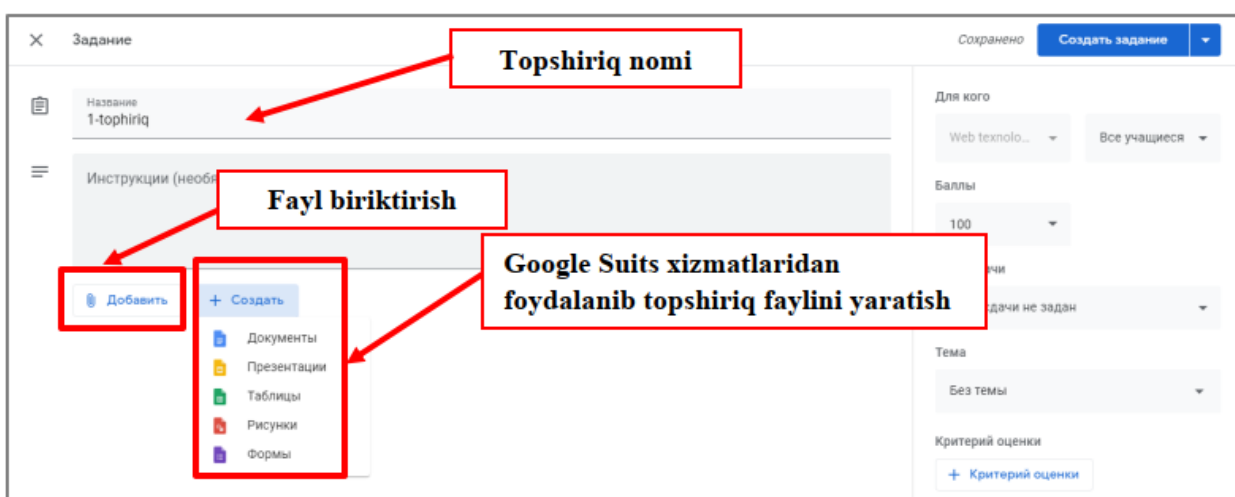 Задание
Topshiriq nomi
Сохранено
Создать задание
Название
1-tophiriq
Для кого
Web texnolo...
Все учащиеся
Инструкции
Fayl biriktirish
Баллы
100
Google Suits xizmatlaridan
foydalanib topshiriq faylini yaratish
Добавить
+ Создать
не задан
Документы
Презентации
Таблицы
Рисунки
Формы
Тема
Без темы
Критерий оценки
+ Критерий оценки